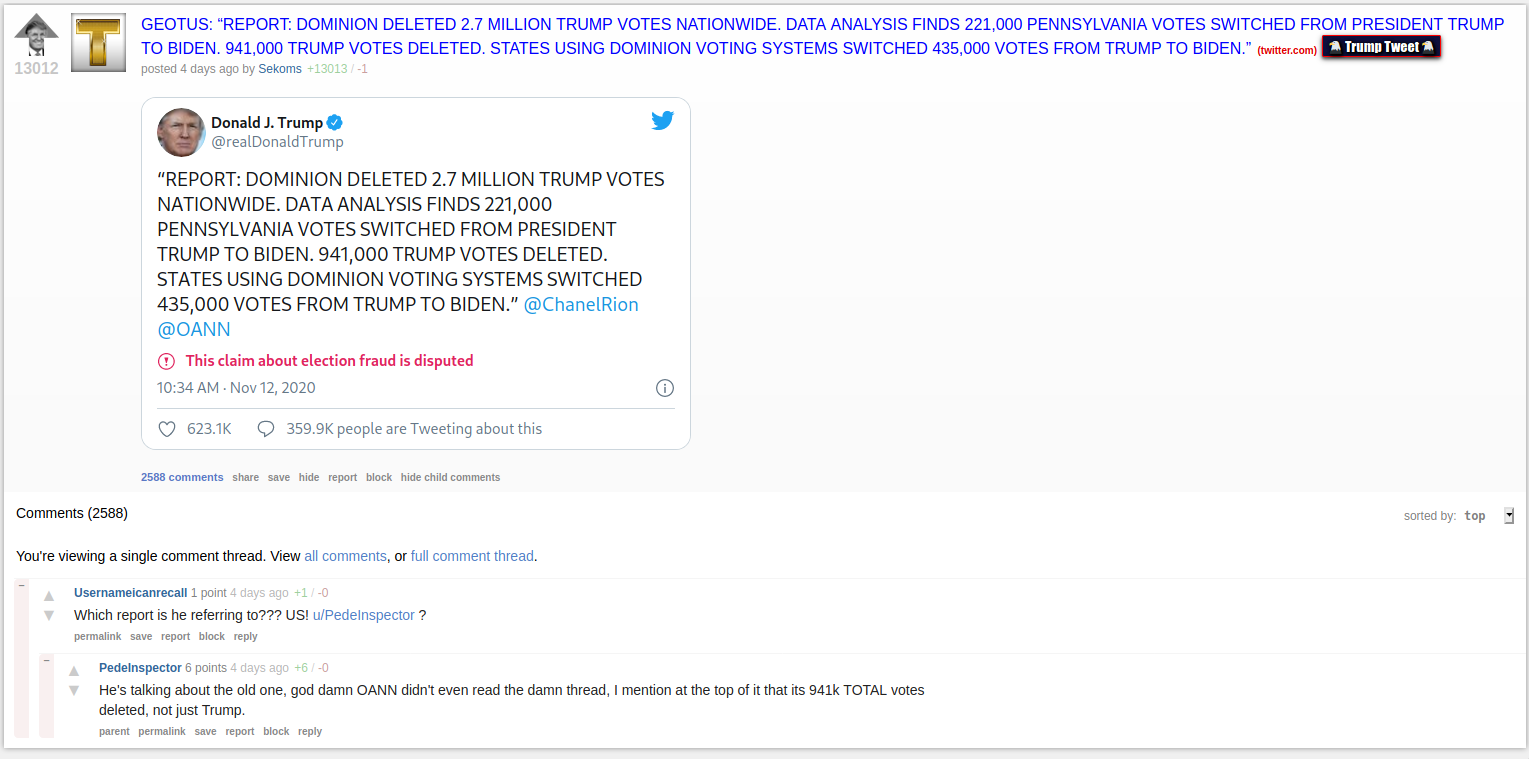 GEOTUS: “REPORT: DOMINION DELETED 2.7 MILLION TRUMP VOTES NATIONWIDE. DATA ANALYSIS FINDS 221,000 PENNSYLVANIA VOTES SWITCHED FROM PRESIDENT TRUMP
TO BIDEN. 941,000 TRUMP VOTES DELETED. STATES USING DOMINION VOTING SYSTEMS SWITCHED 435,000 VOTES FROM TRUMP TO BIDEN.” (twitter.com) Trump Tweet
13012
T
posted 4 days ago by Sekoms +13013 / -1
Donald J. Trump
@realDonaldTrump
“REPORT: DOMINION DELETED 2.7 MILLION TRUMP VOTES
NATIONWIDE. DATA ANALYSIS FINDS 221,000
PENNSYLVANIA VOTES SWITCHED FROM PRESIDENT
TRUMP TO BIDEN. 941,000 TRUMP VOTES DELETED.
STATES USING DOMINION VOTING SYSTEMS SWITCHED
435,000 VOTES FROM TRUMP TO BIDEN.” @ChanelRion
@OANN
This claim about election fraud is disputed
10:34 AM · Nov 12, 2020
623.1K 359.9K people are Tweeting about this
2588 comments share save hide report block hide child comments
Comments (2588)
sorted by: top
You're viewing a single comment thread. View all comments, or full comment thread.
Usernameicanrecall 1 point 4 days ago +1 / -0
Which report is he referring to??? US! u/PedeInspector ?
permalink save report block reply
PedeInspector 6 points 4 days ago +6 / -0
He's talking about the old one, god damn OANN didn't even read the damn thread, I mention at the top of it that its 941k TOTAL votes
deleted, not just Trump.
parent permalink save report block reply